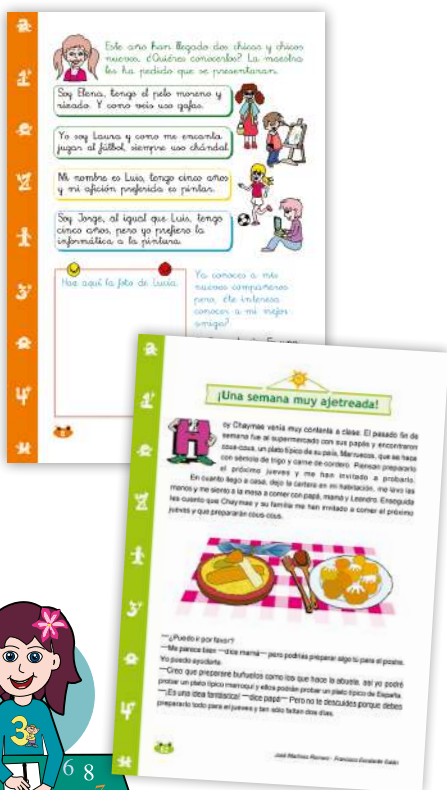 Este año han llegado dos chicas y chicos
nuevos. ¿Quiéres conocerlos? La maestra
les ha pedido que se presentaran.
Soy Elena, tengo el pelo moreno y
rizado. Y como veis uso gafas.
Yo soy Laura y como me encanta
jugar al fútbol, siempre uso chándal
Mi nombre es Luis, tengo cinco años
y mi afición preferida es pintar.
Soy Jorge, al igual que Luis, tengo
cinco años, pero yo prefiero la
informática a la pintura.
Haz aquí la foto de Lucía.
Ya conoces a mis
nuevos compañeros
pero, ¿te interesa
conocer a mi mejor
amiga?
¡Una semana muy ajetreada!
Hoy Chaymae venía muy contenta a clase. El pasado fin de
semana fue al supermercado con sus papás y encontraron
cous-cous, un plato típico de su país, Marruecos, que se hace
con sémola de trigo y carne de cordero. Piensan prepararlo
el próximo jueves y me han invitado a probarlo.
En cuanto llego a casa, dejo la cartera en mi habitación, me lavo las
manos y me siento a la mesa a comer con papá, mamá y Leandro. Enseguida
les cuento que Chaymae y su familia me han invitado a comer el próximo
jueves y que prepararán cous-cous.
—¿Puedo ir por favor?
—Me parece bien —dice mamá— pero podrías preparar algo tú para el postre.
Yo puedo ayudarte.
—Creo que prepararé buñuelos como los que hace la abuela, así yo podré
probar un plato típico marroquí y ellos podrán probar un plato típico de España.
—¡Es una idea fantástica! —dice papá— Pero no te descuides porque debes
prepararlo todo para el jueves y tan sólo faltan dos días.
José Martínez Romero - Francisco Escalante Galán
3
6 8